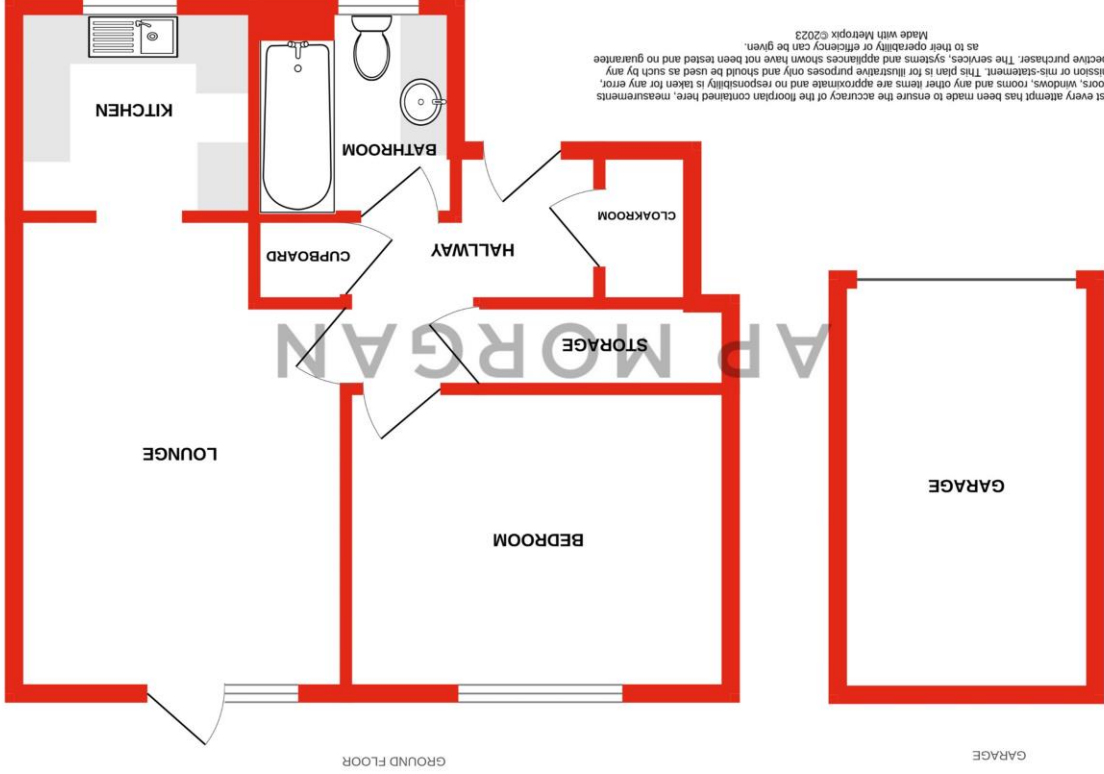 GARAGE
GROUND FLOOR
BEDROOM
GARAGE
LOUNGE
AP MORGAN
STORAGE
HALLWAY
CUPBOARD
CLOAKROOM
BATHROOM
KITCHEN
st every attempt has been made to ensure the accuracy of the floorplan contained here, measurements
oors, windows, rooms and any other items are approximate and no responsibility is taken for any error,
ission or mis-statement. This plan is for illustrative purposes only and should be used as such by any
ective purchaser. The services, systems and appliances shown have not been tested and no guarantee
as to their operability or efficiency can be given.
Made with Metropix ©2023